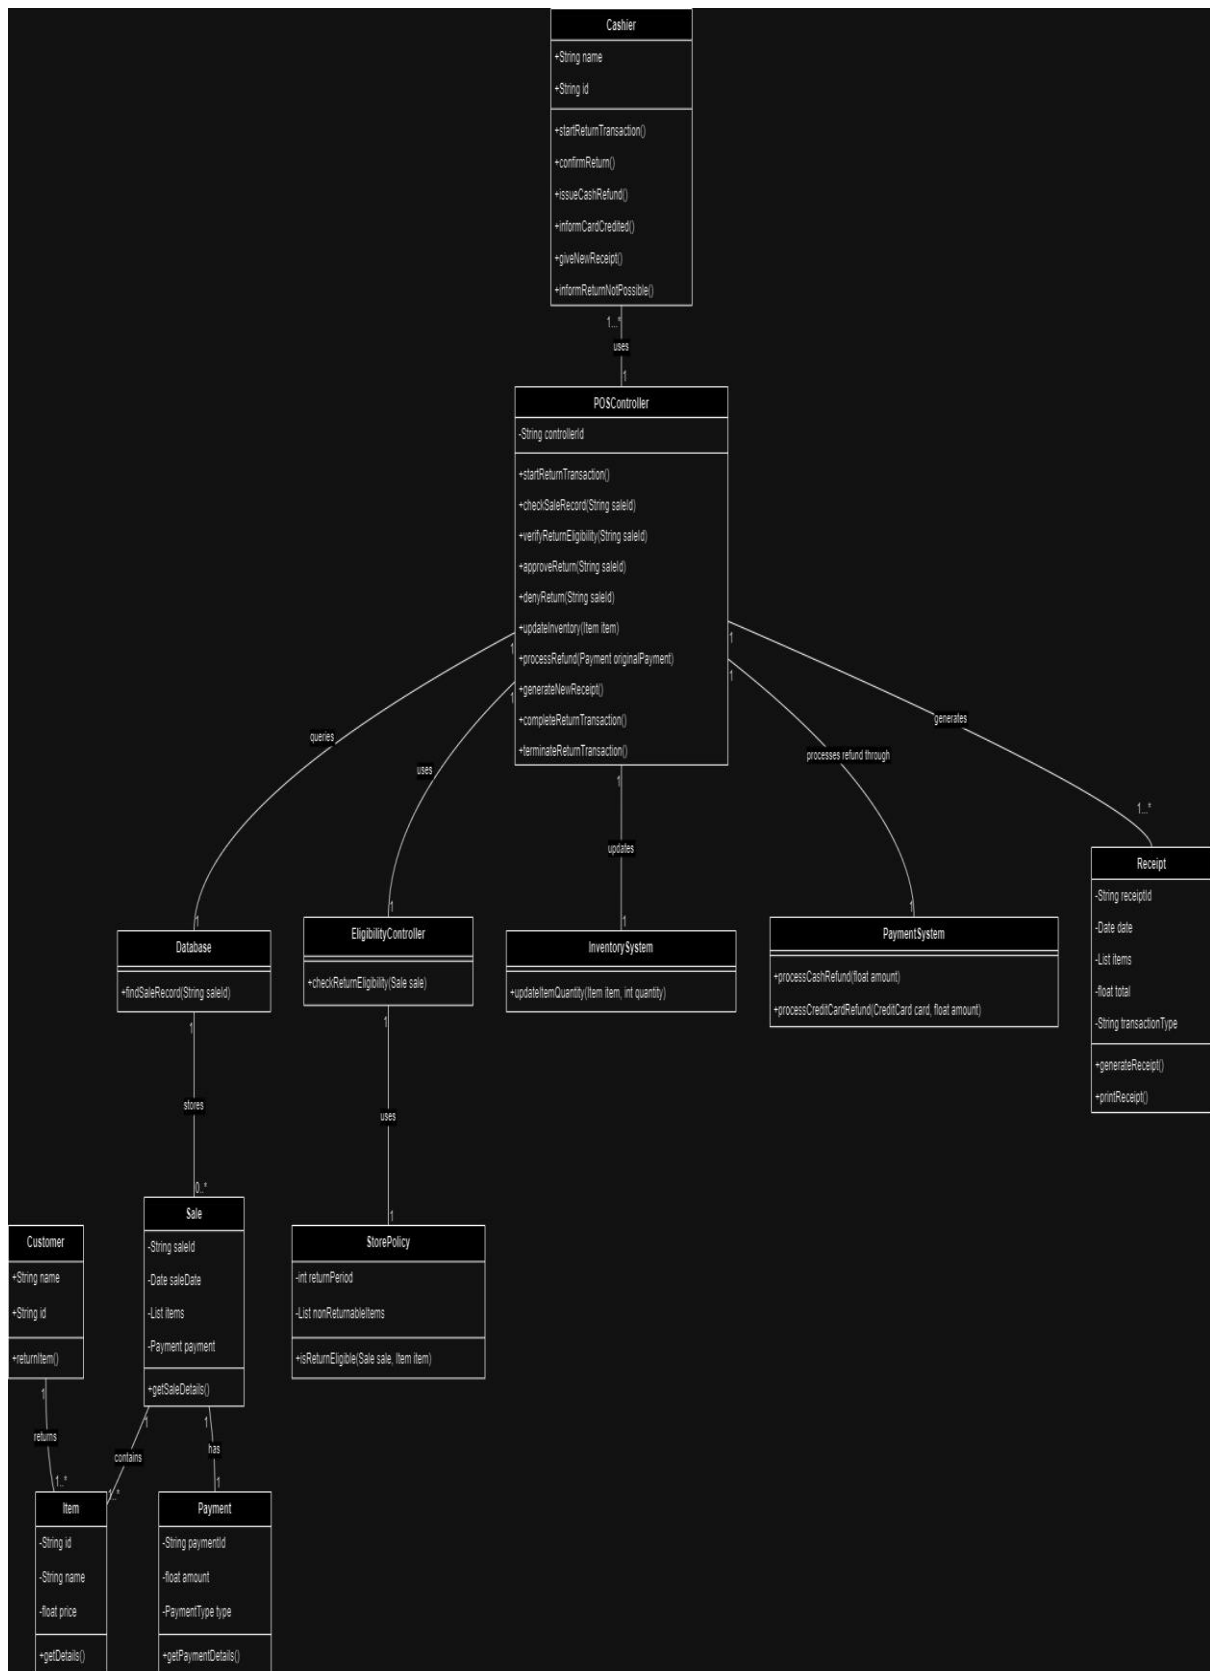 Cashier
+String name
+String id
+startReturnTransaction()
+confirmReturn()
+issueCashRefund()
+informCardCredited()
+giveNewReceipt()
+informReturnNotPossible()
1...*
uses
1
POSController
-String controllerId
+startReturnTransaction()
+checkSaleRecord(String saleId)
+verifyReturnEligibility(String saleId)
+approveReturn(String saleId)
+denyReturn(String saleId)
+updateInventory(Item item)
+processRefund(Payment originalPayment)
+generateNewReceipt()
+completeReturnTransaction()
+terminateReturnTransaction()
1
1
1
1
1
queries
uses
updates
processes refund through
generates
1
1
1
1
1...*
Database
+findSaleRecord(String saleId)
EligibilityController
+checkReturnEligibility(Sale sale)
InventorySystem
+updateItemQuantity(Item item, int quantity)
PaymentSystem
+processCashRefund(float amount)
+processCreditCardRefund(CreditCard card, float amount)
Receipt
-String receiptId
-Date date
-List items
-float total
-String transactionType
+generateReceipt()
+printReceipt()
1
stores
0..*
1
uses
1
Customer
+String name
+String id
+returnItem()
Sale
-String saleId
-Date saleDate
-List items
-Payment payment
+getSaleDetails()
StorePolicy
-int returnPeriod
-List nonReturnableItems
+isReturnEligible(Sale sale, Item item)
1
returns
1..*
1
contains
1..*
1
has
1
Item
-String id
-String name
-float price
+getDetails()
Payment
-String paymentId
-float amount
-PaymentType type
+getPaymentDetails()